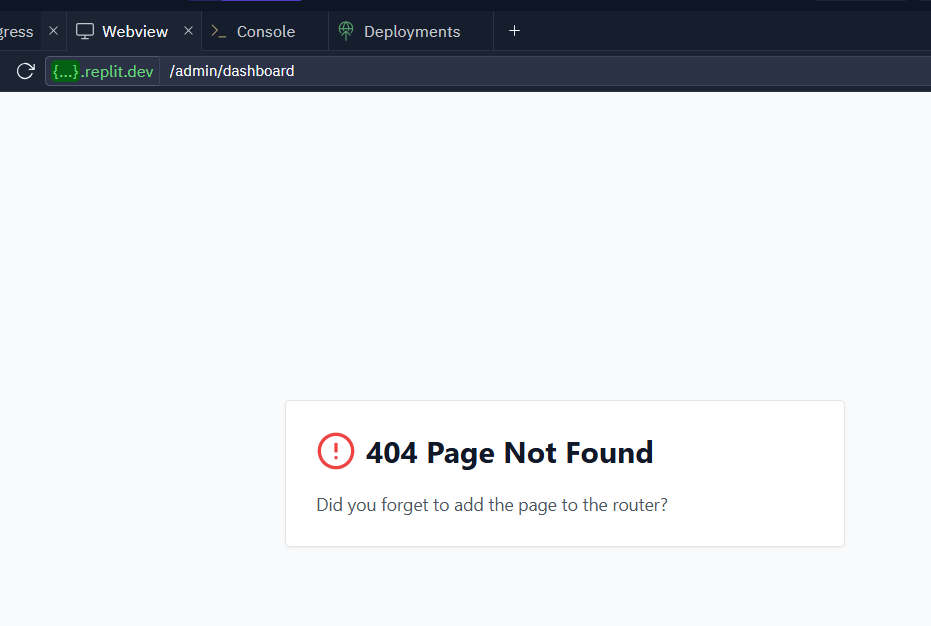 Webview
Console
Deployments
{...}.replit.dev /admin/dashboard
404 Page Not Found
Did you forget to add the page to the router?